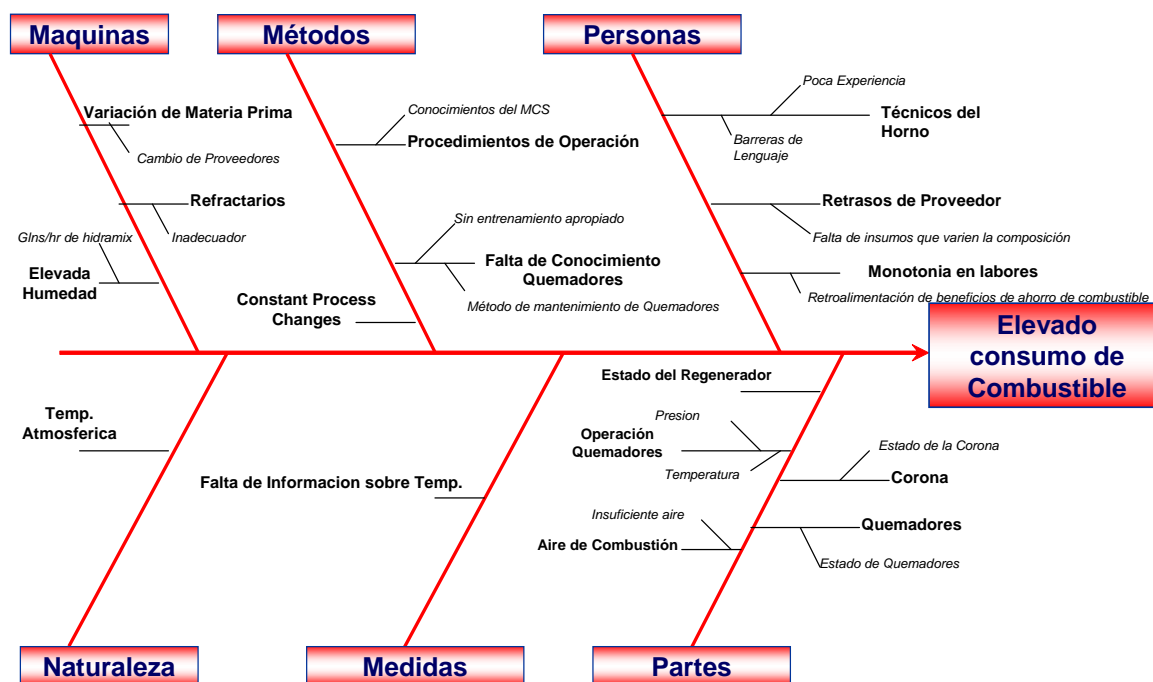 Maquinas
Métodos
Personas
Poca Experiencia
Técnicos del
Horno
Barreras de
Lenguaje
Variación de Materia Prima
Cambio de Proveedores
Conocimientos del MCS
Procedimientos de Operación
Refractarios
Inadecuador
Glns/hr de hidramix
Elevada
Humedad
Sin entrenamiento apropiado
Falta de Conocimiento
Quemadores
Método de mantenimiento de Quemadores
Constant Process
Changes
Retrasos de Proveedor
Falta de insumos que varien la composición
Monotonia en labores
Retroalimentación de beneficios de ahorro de combustible
Elevado
consumo de
Combustible
Temp.
Atmosferica
Falta de Informacion sobre Temp.
Estado del Regenerador
Presion
Operación
Quemadores
Temperatura
Estado de la Corona
Corona
Insuficiente aire
Aire de Combustión
Quemadores
Estado de Quemadores
Naturaleza
Medidas
Partes